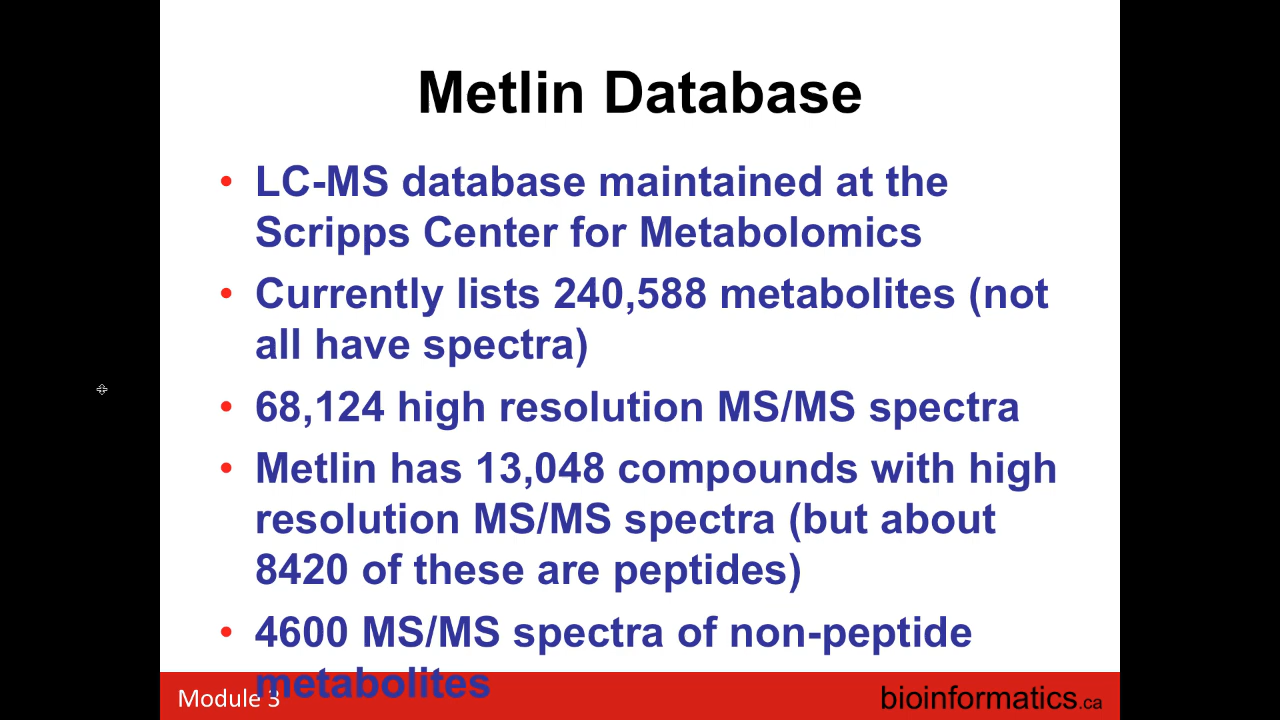 Metlin Database
• LC-MS database maintained at the
Scripps Center for Metabolomics
• Currently lists 240,588 metabolites (not
all have spectra)
• 68,124 high resolution MS/MS spectra
• Metlin has 13,048 compounds with high
resolution MS/MS spectra (but about
8420 of these are peptides)
• 4600 MS/MS spectra of non-peptide
metabolites
Module 3
bioinformatics.ca